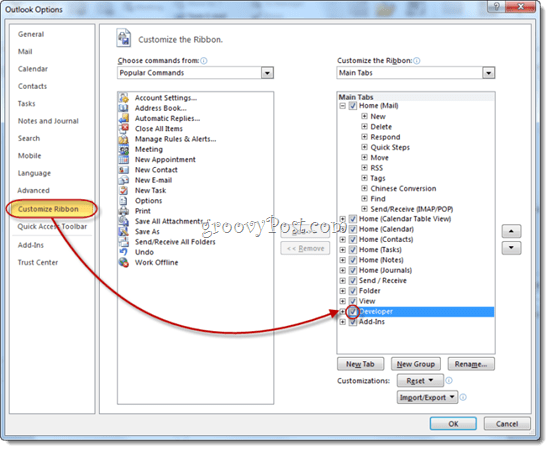 Outlook Options
General
Mail
Calendar
Contacts
Tasks
Notes and Journal
Search
Mobile
Language
Advanced
Customize Ribbon
Quick Access Toolbar
Add-Ins
Trust Center
Customize the Ribbon.
Choose commands from:
Popular Commands
Account Settings...
Address Book...
Automatic Replies...
Close All Items
Manage Rules & Alerts...
Meeting
New Appointment
New Contact
New E-mail
New Task
Options
Print
Save All Attachments...
Save As
Send/Receive All Folders
Undo
Work Offline
<< Remove
groovyPost.com
Customize the Ribbon:
Main Tabs
Main Tabs
Home (Mail)
New
Delete
Respond
Quick Steps
Move
RSS
Tags
Chinese Conversion
Find
Send/Receive (IMAP/POP)
Home (Calendar Table View)
Home (Calendar)
Home (Contacts)
Home (Tasks)
Home (Notes)
Home (Journals)
Send / Receive
Folder
View
Developer
Add-Ins
New Tab
New Group
Rename...
Customizations:
Reset
Import/Export
OK
Cancel